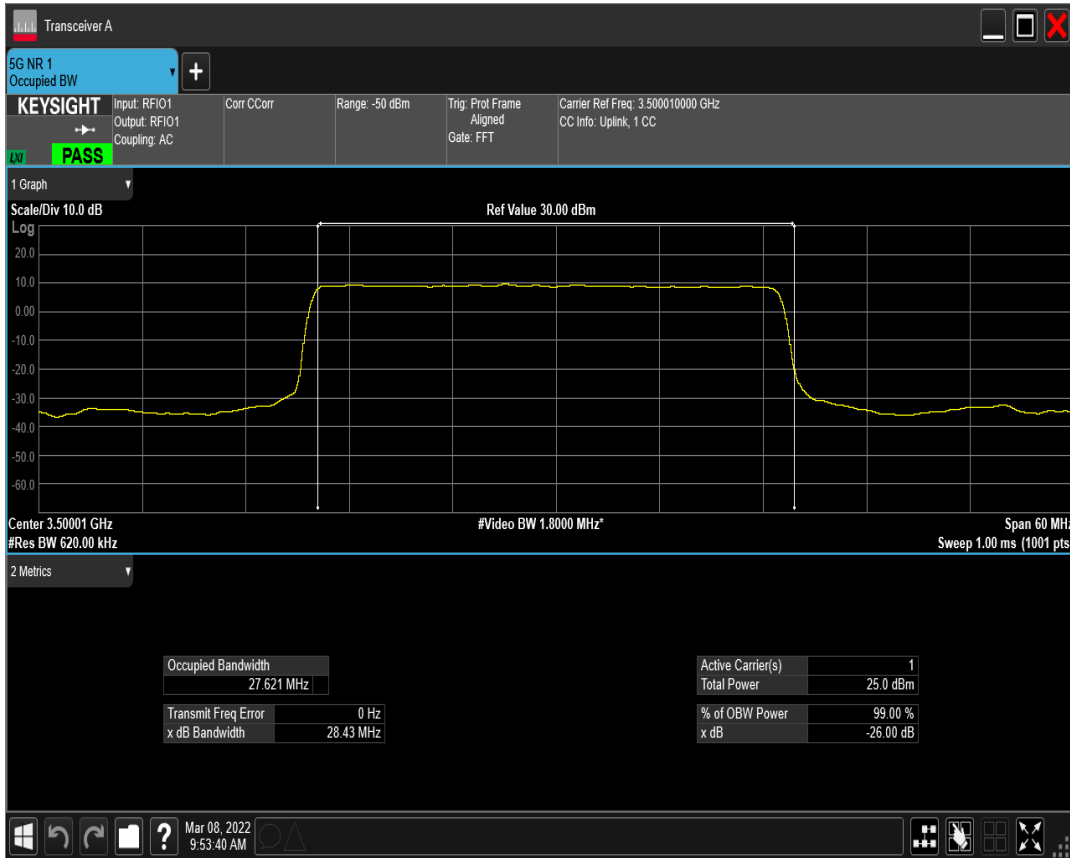 Transceiver A
5G NR 1
Occupied BW
KEYSIGHT
LXI
PASS
Input: RFIO1
Output: RFIO1
Coupling: AC
Corr CCorr
Range: -50 dBm
Trig: Prot Frame
Aligned
Gate: FFT
Carrier Ref Freq: 3.500010000 GHz
CC Info: Uplink, 1 CC
1 Graph
Scale/Div 10.0 dB
Ref Value 30.00 dBm
Log
20.0
10.0
0.00
-10.0
-20.0
-30.0
-40.0
-50.0
-60.0
Center 3.50001 GHz
#Video BW 1.8000 MHz*
Span 60 MHz
#Res BW 620.00 kHz
Sweep 1.00 ms (1001 pts
2 Metrics
Occupied Bandwidth
27.621 MHz
Transmit Freq Error 0 Hz
x dB Bandwidth 28.43 MHz
Active Carrier(s) 1
Total Power 25.0 dBm
% of OBW Power 99.00 %
x dB -26.00 dB
?
Mar 08, 2022
9:53:40 AM